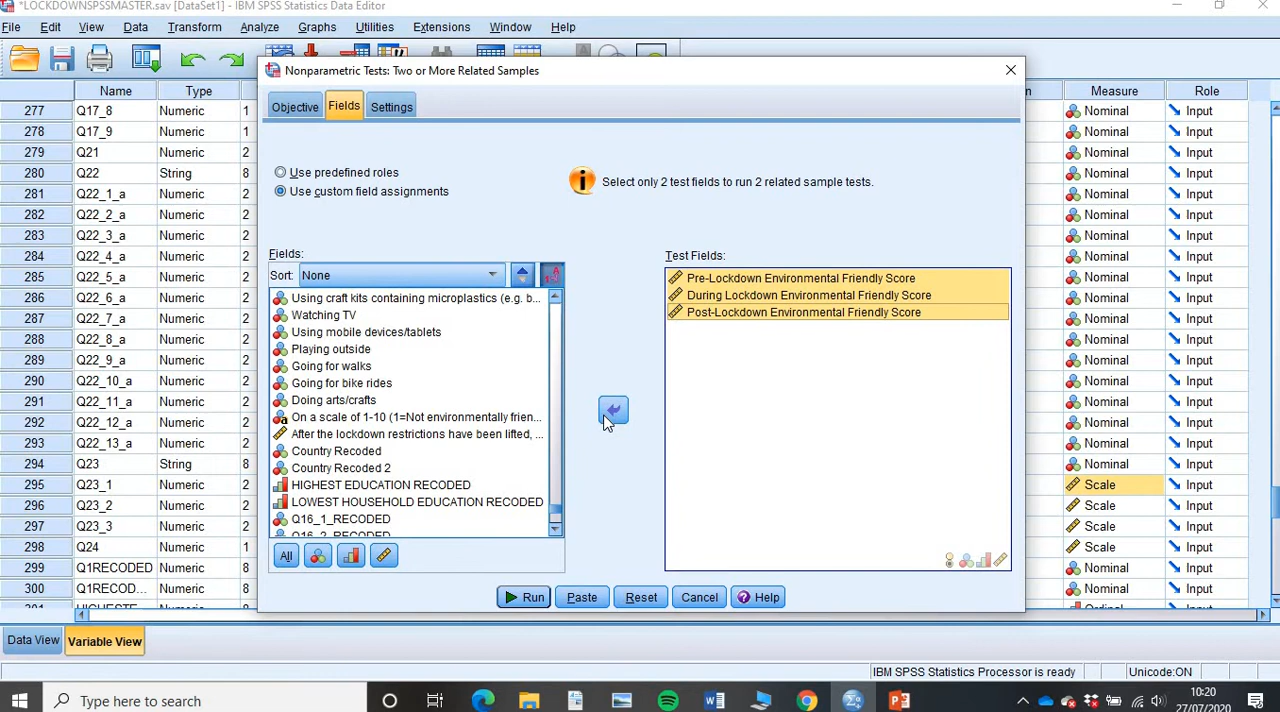 *LOCKDOWNSPSSMASTER.sav [DataSet1] - IBM SPSS Statistics Data Editor
File Edit View Data Transform Analyze Graphs Utilities Extensions Window Help
Nonparametric Tests: Two or More Related Samples
Name Type Measure Role
Objective Fields Settings
277 Q17_8 Numeric 1 Nominal Input
278 Q17_9 Numeric 1 Nominal Input
279 Q21 Numeric 2 Nominal Input
280 Q22 String 8 Nominal Input
281 Q22_1_a Numeric 2 Nominal Input
282 Q22_2_a Numeric 2 Nominal Input
283 Q22_3_a Numeric 2 Nominal Input
284 Q22_4_a Numeric 2 Nominal Input
285 Q22_5_a Numeric 2 Nominal Input
286 Q22_6_a Numeric 2 Nominal Input
287 Q22_7_a Numeric 2 Nominal Input
288 Q22_8_a Numeric 2 Nominal Input
289 Q22_9_a Numeric 2 Nominal Input
290 Q22_10_a Numeric 2 Nominal Input
291 Q22_11_a Numeric 2 Nominal Input
292 Q22_12_a Numeric 2 Nominal Input
293 Q22_13_a Numeric 2 Nominal Input
294 Q23 String 8 Nominal Input
295 Q23_1 Numeric 2 Scale Input
296 Q23_2 Numeric 2 Scale Input
297 Q23_3 Numeric 2 Scale Input
298 Q24 Numeric 1 Scale Input
299 Q1RECODED Numeric 8 Nominal Input
300 Q1RECOD... Numeric 8 Nominal Input
Use predefined roles
Use custom field assignments
Select only 2 test fields to run 2 related sample tests.
Fields:
Sort: None
Using craft kits containing microplastics (e.g. b...
Watching TV
Using mobile devices/tablets
Playing outside
Going for walks
Going for bike rides
Doing arts/crafts
On a scale of 1-10 (1=Not environmentally frien...
After the lockdown restrictions have been lifted, ...
Country Recoded
Country Recoded 2
HIGHEST EDUCATION RECODED
LOWEST HOUSEHOLD EDUCATION RECODED
Q16_1_RECODED
Q16_2_RECODED
All
Test Fields:
Pre-Lockdown Environmental Friendly Score
During Lockdown Environmental Friendly Score
Post-Lockdown Environmental Friendly Score
Run Paste Reset Cancel Help
Data View Variable View
IBM SPSS Statistics Processor is ready Unicode:ON
Type here to search
10:20
27/07/2020